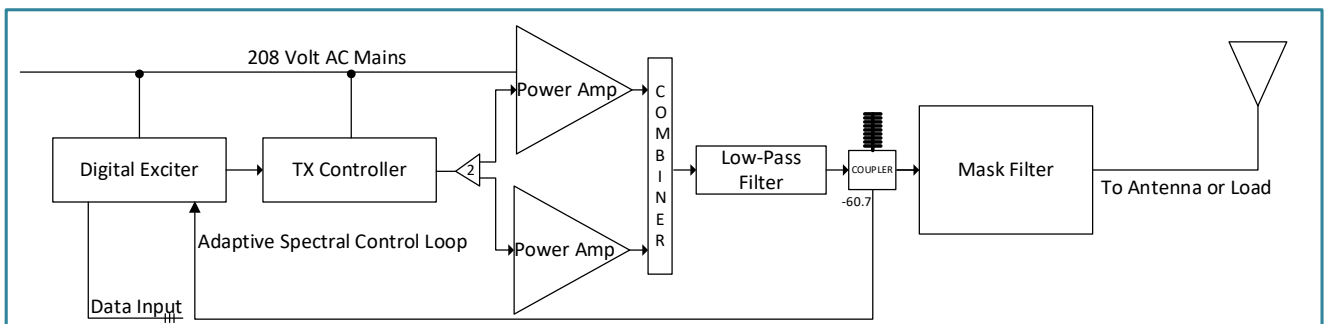 208 Volt AC Mains
Power Amp
Digital Exciter
TX Controller
2
Power Amp
COMBINER
Low-Pass
Filter
COUPLER
-60.7
Mask Filter
To Antenna or Load
Adaptive Spectral Control Loop
Data Input